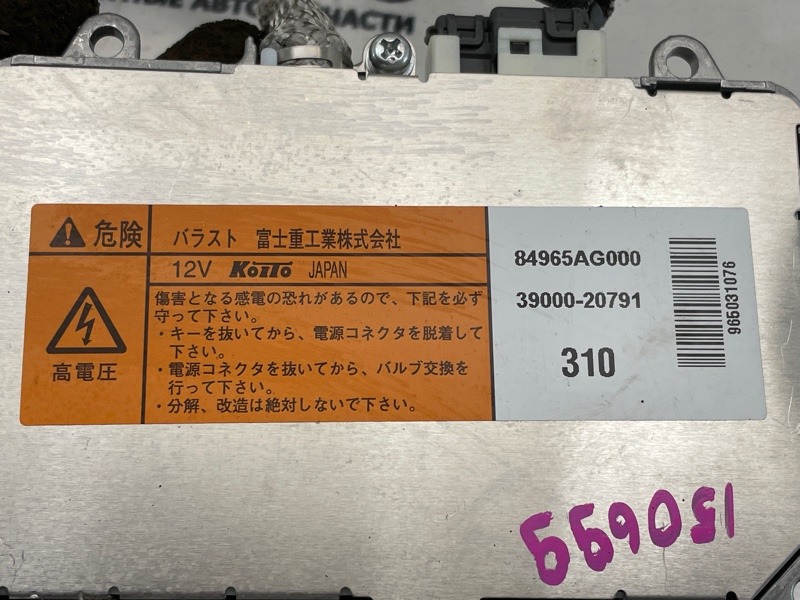 НЫЕ АВТОЗАПЧАСТИ
危険
バラスト 富士重工業株式会社
12V KOITO JAPAN
高電圧
傷害となる感電の恐れがあるので、下記を必ず
守って下さい。
・キーを抜いてから、電源コネクタを脱着して
下さい。
・電源コネクタを抜いてから、バルブ交換を
行って下さい。
・分解、改造は絶対しないで下さい。
84965AG000
39000-20791
310
965031076